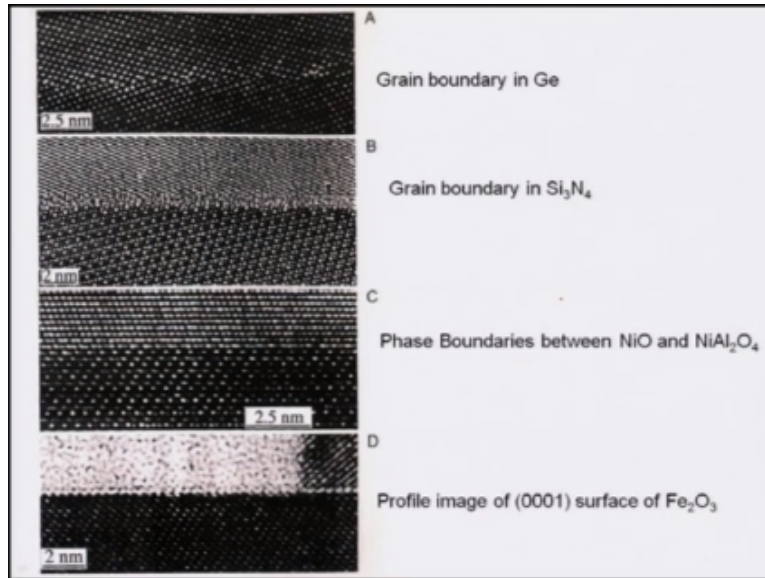 A
Grain boundary in Ge
2.5 nm
B
Grain boundary in Si₃N₄
2 nm
C
Phase Boundaries between NiO and NiAl₂O₄
2.5 nm
D
Profile image of (0001) surface of Fe₂O₃
2 nm